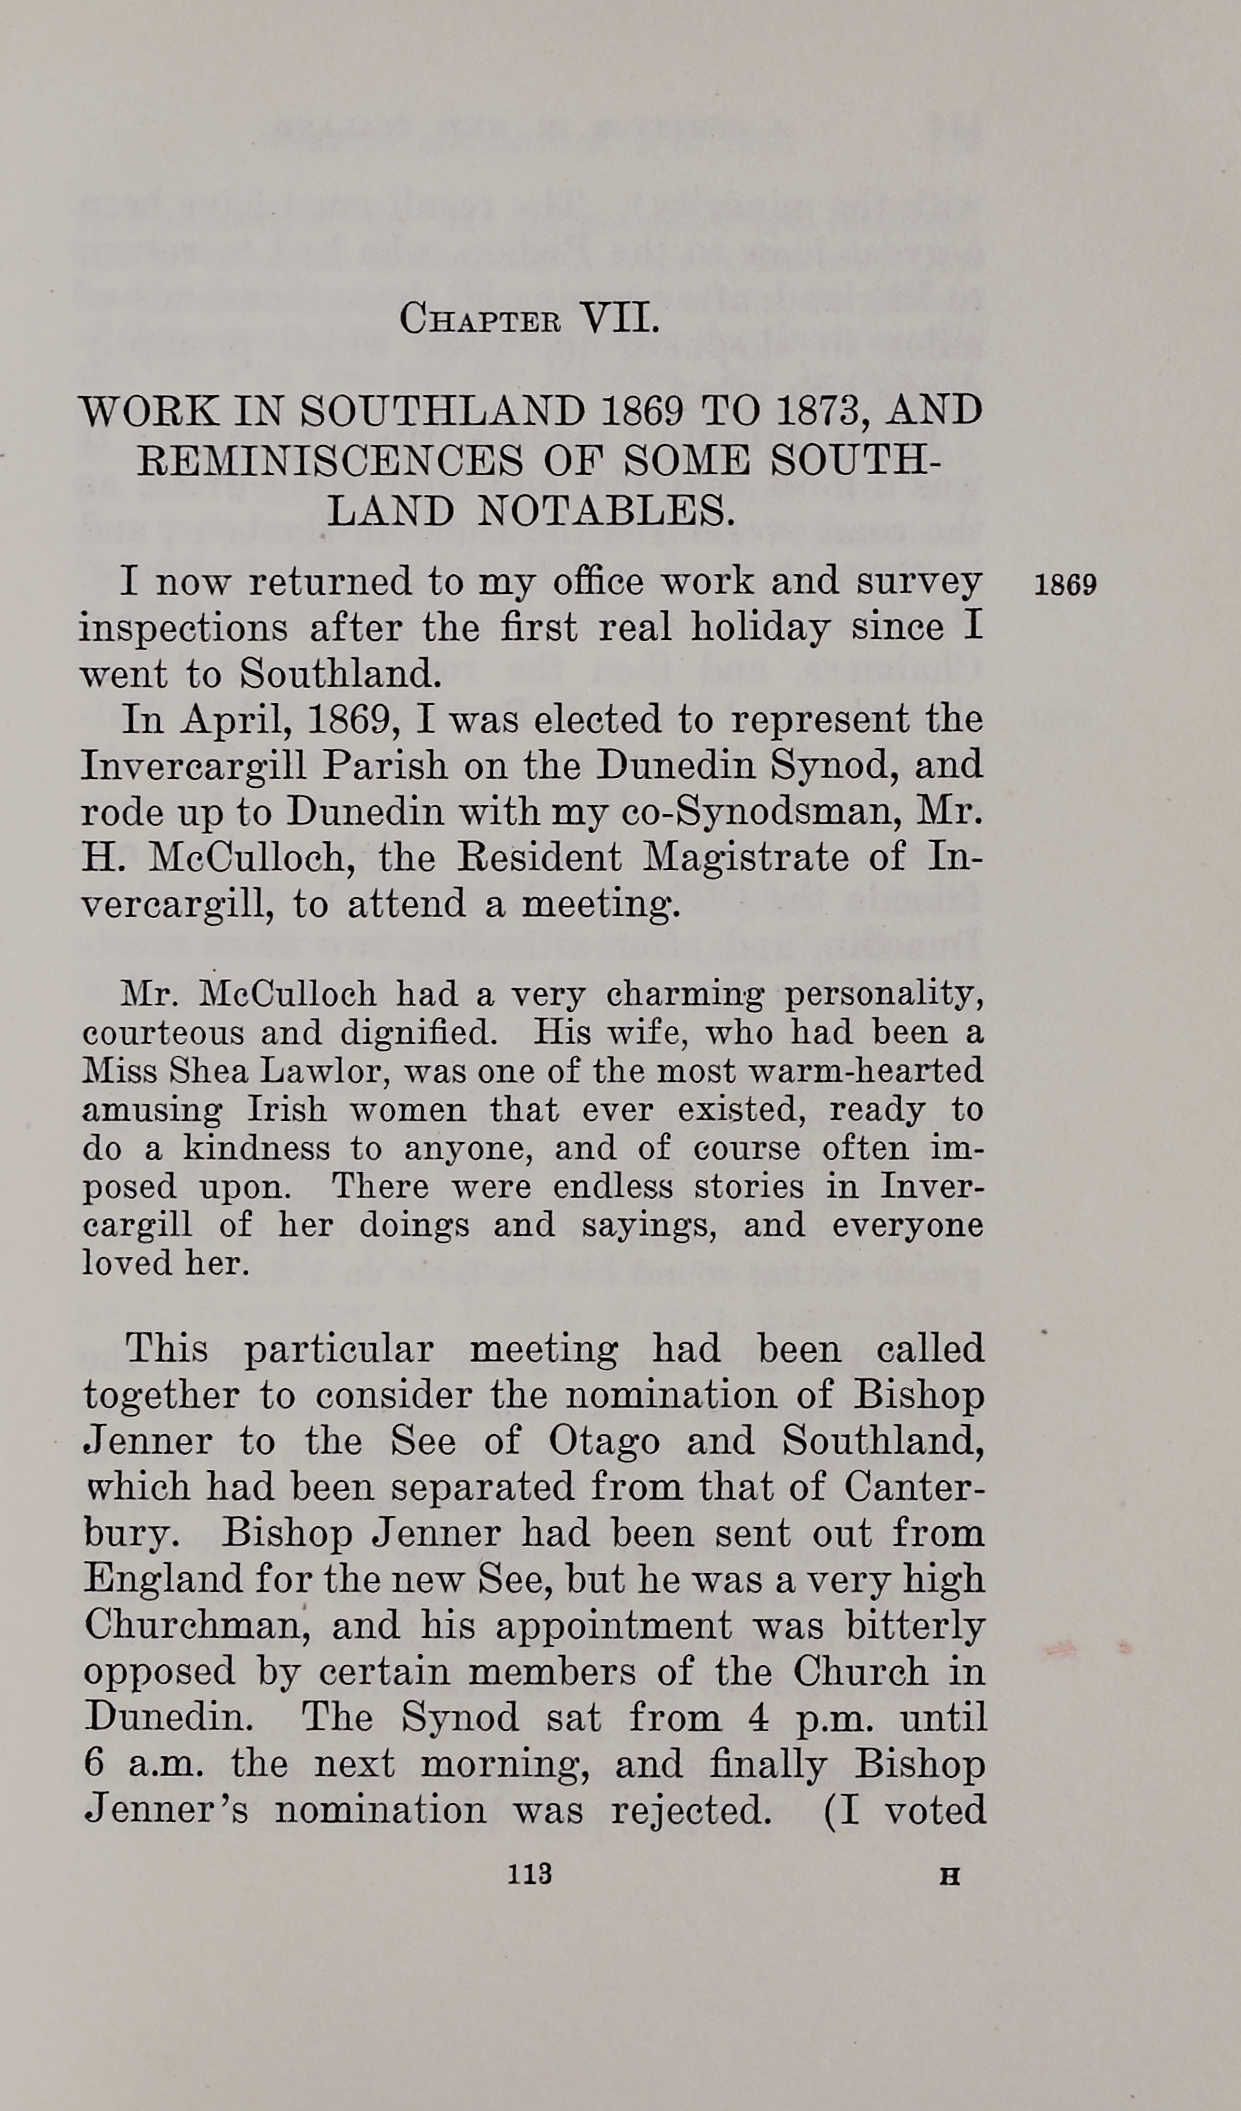 CHAPTER VII.
WORK IN SOUTHLAND 1869 TO 1873, AND
REMINISCENCES OF SOME SOUTH-
LAND NOTABLES.
I now returned to my office work and survey 1869
inspections after the first real holiday since I
went to Southland.
In April, 1869, I was elected to represent the
Invercargill Parish on the Dunedin Synod, and
rode up to Dunedin with my co-Synodsman, Mr.
H. McCulloch, the Resident Magistrate of In-
vercargill, to attend a meeting.
Mr. McCulloch had a very charming personality,
courteous and dignified. His wife, who had been a
Miss Shea Lawlor, was one of the most warm-hearted
amusing Irish women that ever existed, ready to
do a kindness to anyone, and of course often im-
posed upon. There were endless stories in Inver-
cargill of her doings and sayings, and everyone
loved her.
This particular meeting had been called
together to consider the nomination of Bishop
Jenner to the See of Otago and Southland,
which had been separated from that of Canter-
bury. Bishop Jenner had been sent out from
England for the new See, but he was a very high
Churchman, and his appointment was bitterly
opposed by certain members of the Church in
Dunedin. The Synod sat from 4 p.m. until
6 a.m. the next morning, and finally Bishop
Jenner's nomination was rejected. (I voted
113 H